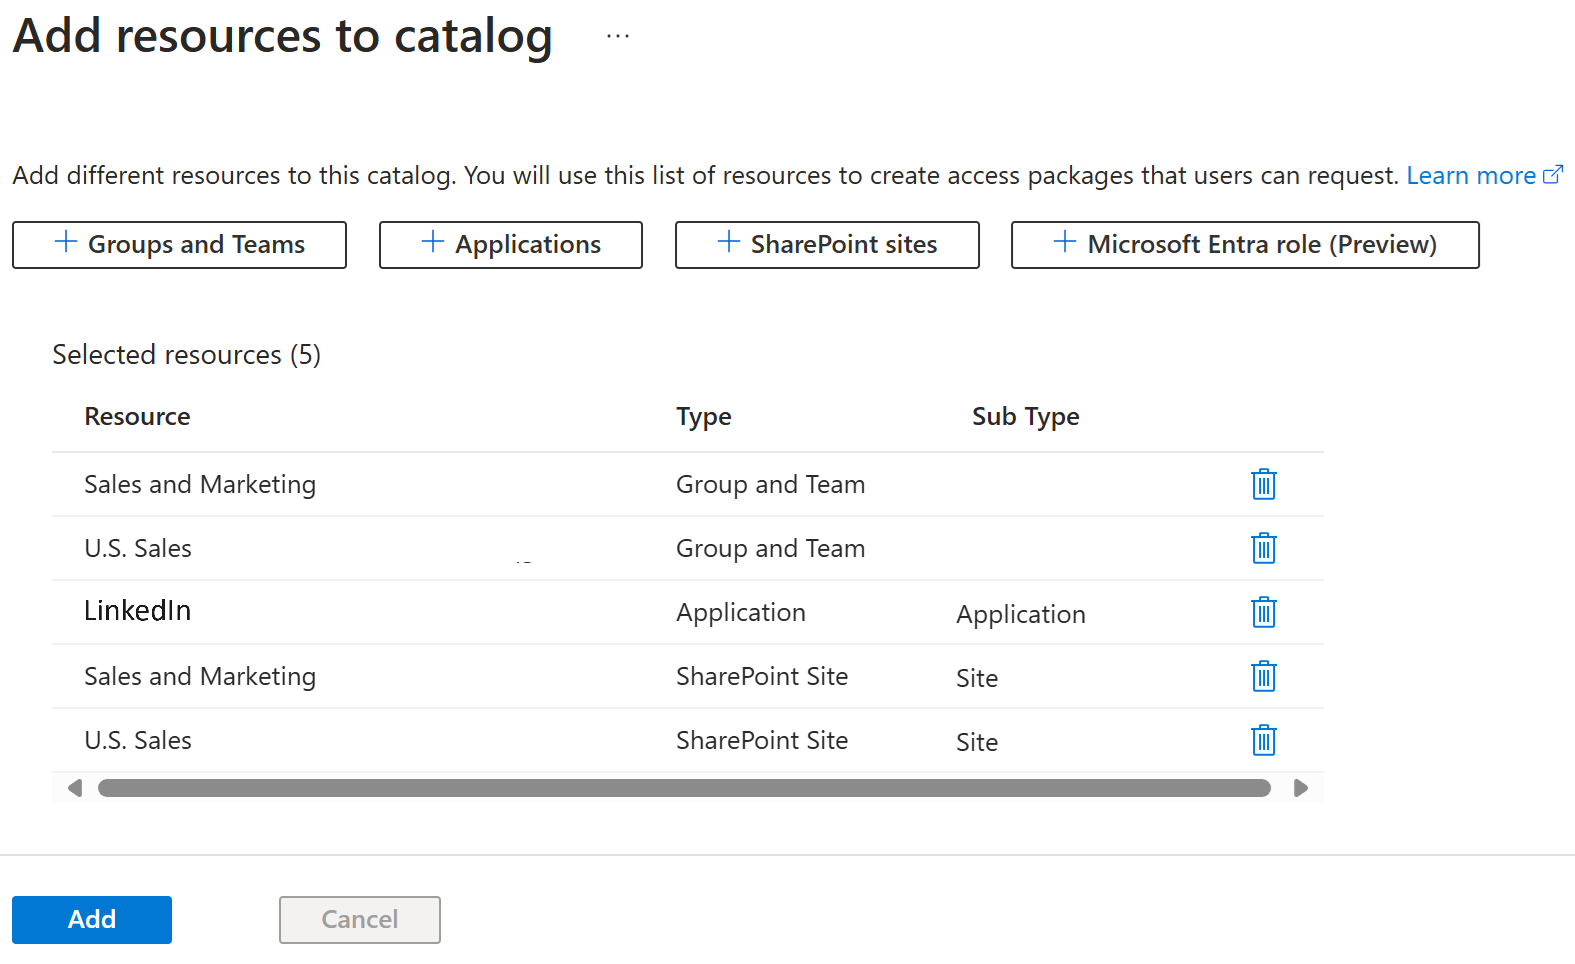 Add resources to catalog ...
Add different resources to this catalog. You will use this list of resources to create access packages that users can request. Learn more
+ Groups and Teams + Applications + SharePoint sites + Microsoft Entra role (Preview)
Selected resources (5)
Resource Type Sub Type
Sales and Marketing Group and Team
U.S. Sales Group and Team
LinkedIn Application Application
Sales and Marketing SharePoint Site Site
U.S. Sales SharePoint Site Site
Add Cancel